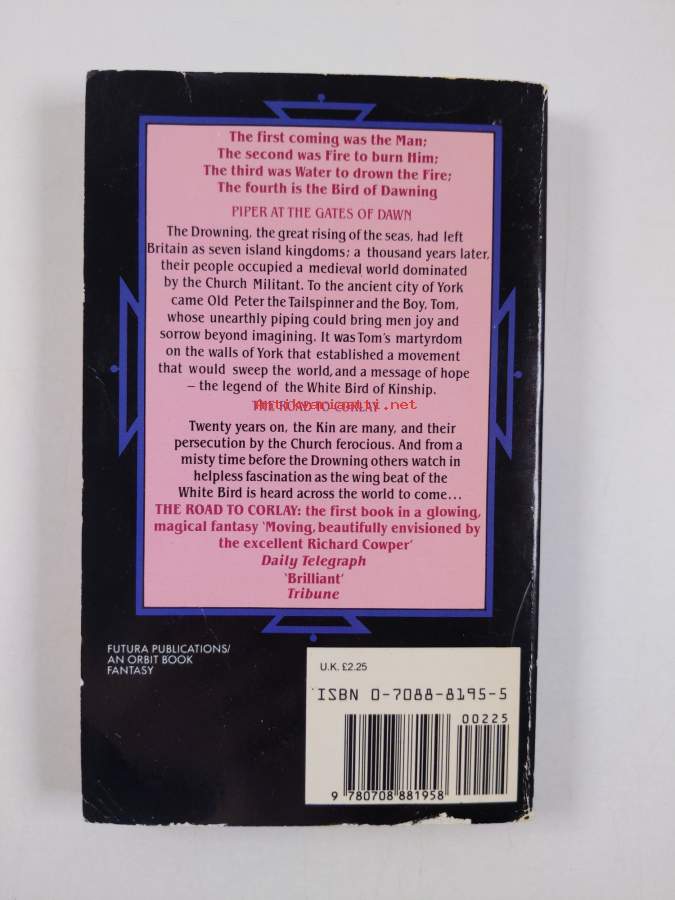 The first coming was the Man;
The second was Fire to burn Him;
The third was Water to drown the Fire;
The fourth is the Bird of Dawning
PIPER AT THE GATES OF DAWN
The Drowning, the great rising of the seas, had left
Britain as seven island kingdoms; a thousand years later,
their people occupied a medieval world dominated
by the Church Militant. To the ancient city of York
came Old Peter the Tailspinner and the Boy, Tom,
whose unearthly piping could bring men joy and
sorrow beyond imagining. It was Tom's martyrdom
on the walls of York that established a movement
that would sweep the world, and a message of hope
– the legend of the White Bird of Kinship.
THE ROAD TO CORLAY
Antikvariaatti.net
Twenty years on, the Kin are many, and their
persecution by the Church ferocious. And from a
misty time before the Drowning others watch in
helpless fascination as the wing beat of the
White Bird is heard across the world to come...
THE ROAD TO CORLAY: the first book in a glowing,
magical fantasy 'Moving, beautifully envisioned by
the excellent Richard Cowper'
Daily Telegraph
'Brilliant'
Tribune
FUTURA PUBLICATIONS/
AN ORBIT BOOK
FANTASY
U.K. £2.25
ISBN 0-7088-8195-5
00225
9 780708 881958